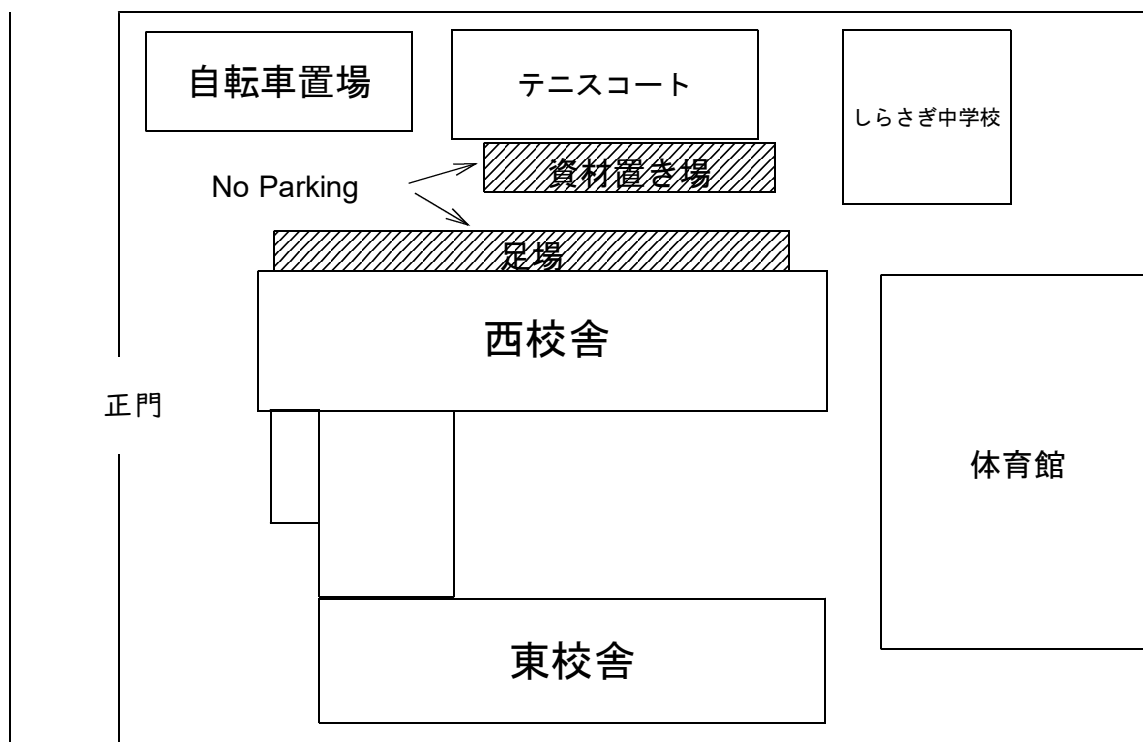 自転車置場
テニスコート
しらさぎ中学校
資材置き場
No Parking
足場
西校舎
正門
体育館
東校舎